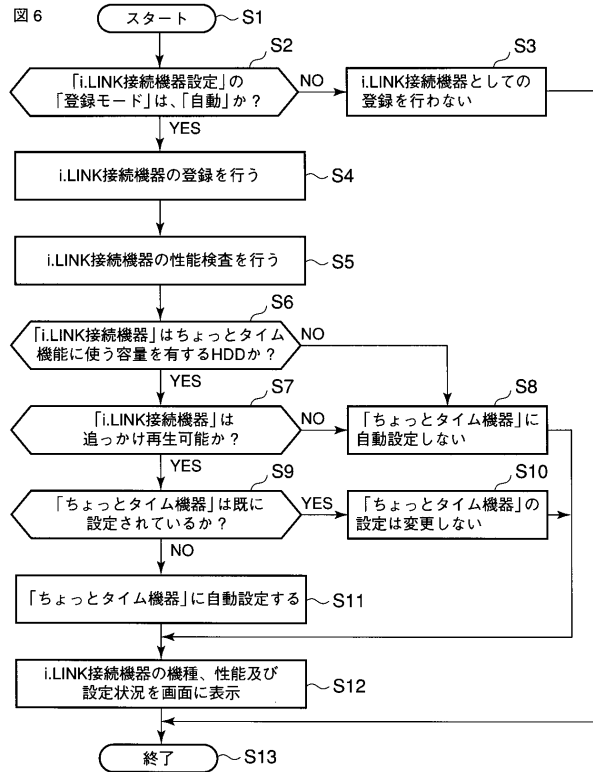 図6
スタート
S1
S2
「i.LINK接続機器設定」の
「登録モード」は、「自動」か？
NO
S3
i.LINK接続機器としての
登録を行わない
YES
i.LINK接続機器の登録を行う
S4
i.LINK接続機器の性能検査を行う
S5
S6
「i.LINK接続機器」はちょっとタイム
機能に使う容量を有するHDDか？
NO
YES
S7
「i.LINK接続機器」は
追っかけ再生可能か？
NO
S8
「ちょっとタイム機器」に
自動設定しない
YES
S9
「ちょっとタイム機器」は既に
設定されているか？
YES
S10
「ちょっとタイム機器」の
設定は変更しない
NO
「ちょっとタイム機器」に自動設定する
S11
i.LINK接続機器の機種、性能及び
設定状況を画面に表示
S12
終了
S13